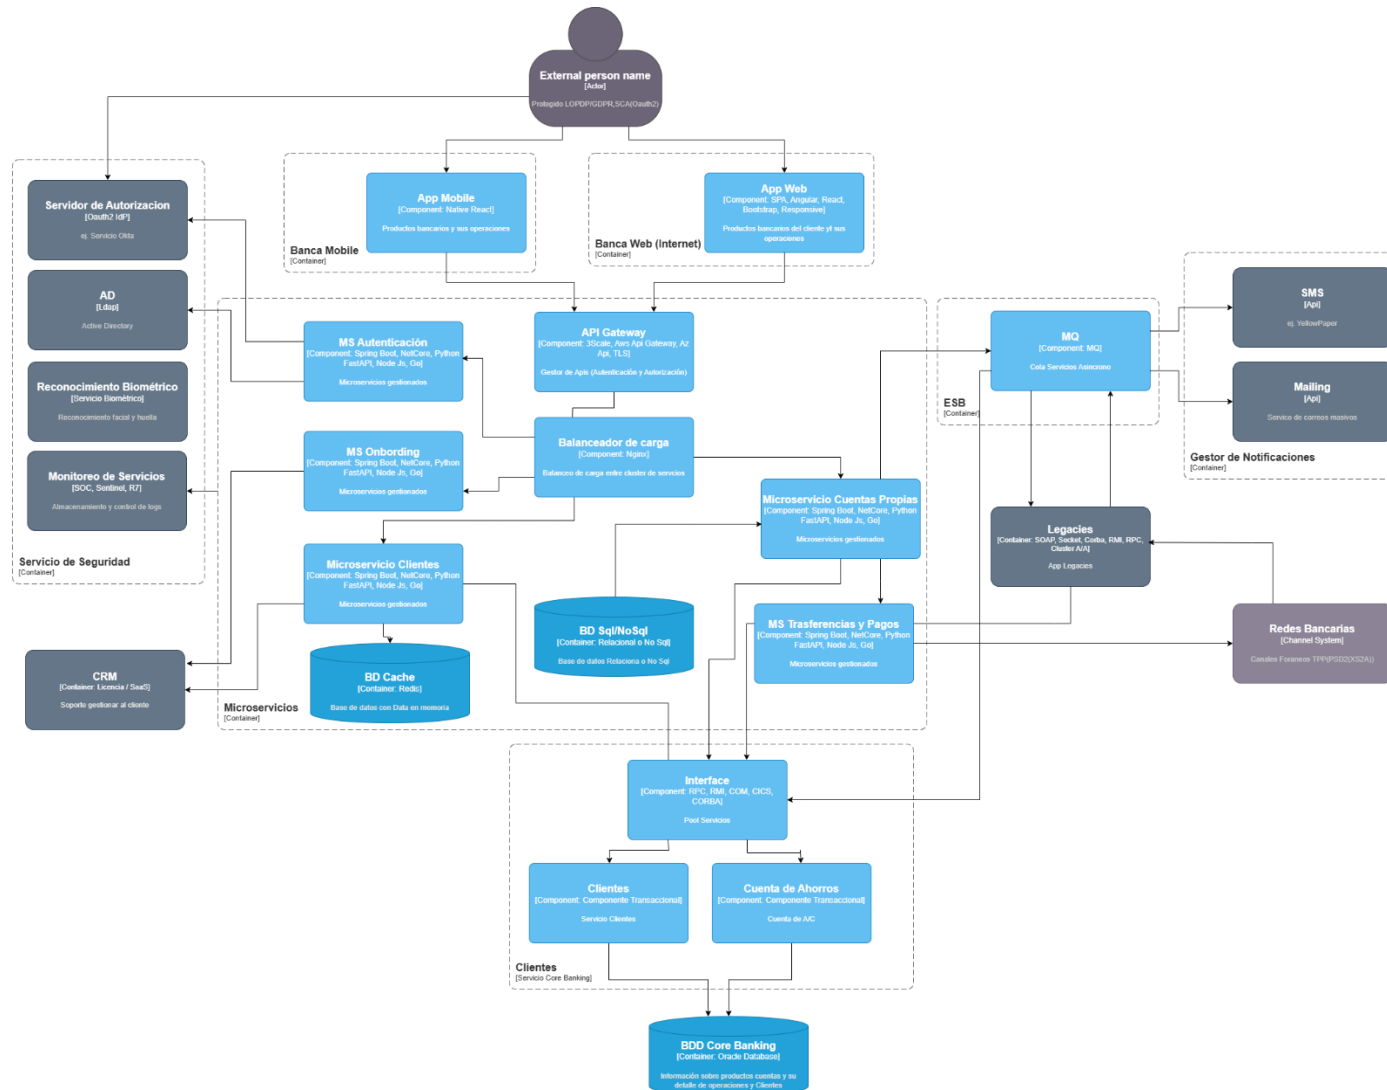 External person name
[Actor]
Protegido LOPDP/GDPR,SCA(Oauth2)
Servidor de Autorizacion
[Oauth2 IdP]
ej. Servicio Okta
AD
[Ldap]
Active Directory
Reconocimiento Biométrico
[Servicio Biométrico]
Reconocimiento facial y huella
Monitoreo de Servicios
[SOC, Sentinel, R7]
Almacenamiento y control de logs
Servicio de Seguridad
[Container]
App Mobile
[Component: Native React]
Productos bancarios y sus operaciones
Banca Mobile
[Container]
App Web
[Component: SPA, Angular, React,
Bootstrap, Responsive]
Productos bancarios del cliente yt sus
operaciones
Banca Web (Internet)
[Container]
MS Autenticación
[Component: Spring Boot, NetCore, Python
FastAPI, Node Js, Go]
Microservicios gestionados
API Gateway
[Component: 3Scale, Aws Api Gateway, Az
Api, TLS]
Gestor de Apis (Autenticación y Autorización)
MS Onbording
[Component: Spring Boot, NetCore, Python
FastAPI, Node Js, Go]
Microservicios gestionados
Balanceador de carga
[Component: Nginx]
Balanceo de carga entre cluster de servcios
Microservicio Clientes
[Component: Spring Boot, NetCore, Python
FastAPI, Node Js, Go]
Microservicios gestionados
Microservicio Cuentas Propias
[Component: Spring Boot, NetCore, Python
FastAPI, Node Js, Go]
Microservicios gestionados
BD Sql/NoSql
[Container: Relacional o No Sql]
Base de datos Relaciona o No Sql
MS Trasferencias y Pagos
[Component: Spring Boot, NetCore, Python
FastAPI, Node Js, Go]
Microservicios gestionados
BD Cache
[Container: Redis]
Base de datos con Data en memoria
Microservicios
[Container]
CRM
[Container: Licencia / SaaS]
Soporte gestionar al cliente
MQ
[Component: MQ]
Cola Servicios Asincrono
ESB
[Container]
SMS
[Api]
ej. YellowPaper
Mailing
[Api]
Servico de correos masivos
Gestor de Notificaciones
[Container]
Legacies
[Container: SOAP, Socket, Corba, RMI, RPC,
Cluster A/A]
App Legacies
Redes Bancarias
[Channel System]
Canales Foraneos TPP(PSD2(XS2A))
Interface
[Component: RPC, RMI, COM, CICS,
CORBA]
Pool Servicios
Clientes
[Component: Componente Transaccional]
Servicio Clientes
Cuenta de Ahorros
[Component: Componente Transaccional]
Cuenta de A/C
Clientes
[Servicio Core Banking]
BDD Core Banking
[Container: Oracle Database]
Información sobre productos cuentas y su
detalle de operaciones y Clientes